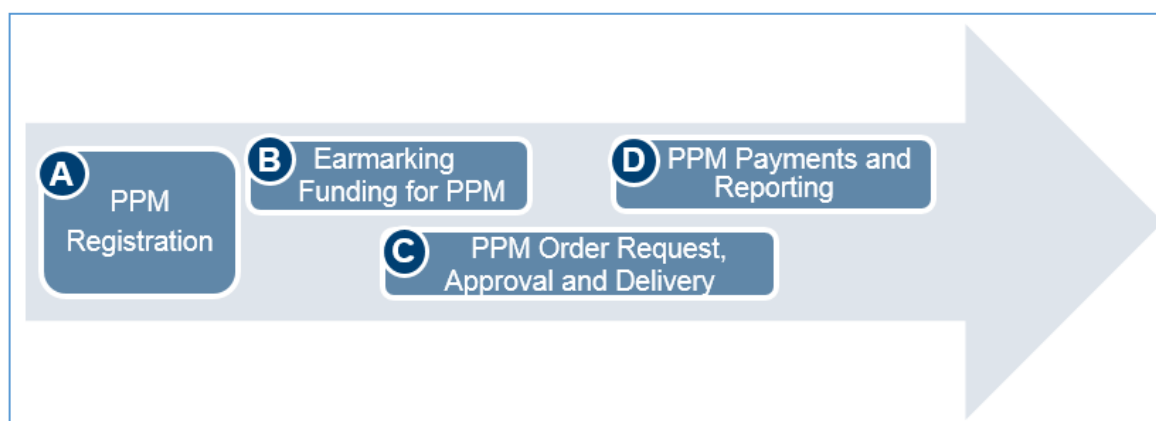 A
PPM
Registration
B
Earmarking
Funding for PPM
C
PPM Order Request,
Approval and Delivery
D
PPM Payments and
Reporting